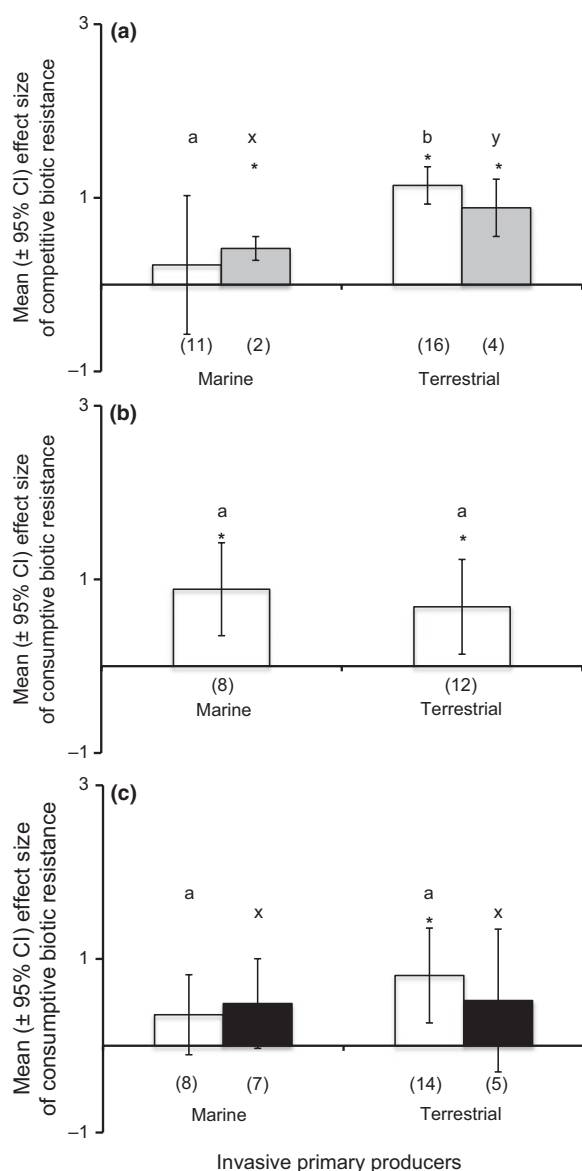 (a)
3
1
–1
Mean (± 95% CI) effect size
of competitive biotic resistance
a x b y
* * *
(11) (2) (16) (4)
Marine Terrestrial
(b)
3
1
–1
Mean (± 95% CI) effect size
of consumptive biotic resistance
a a
* *
(8) (12)
Marine Terrestrial
(c)
3
1
–1
Mean (± 95% CI) effect size
of consumptive biotic resistance
a x a x
*
(8) (7) (14) (5)
Marine Terrestrial
Invasive primary producers